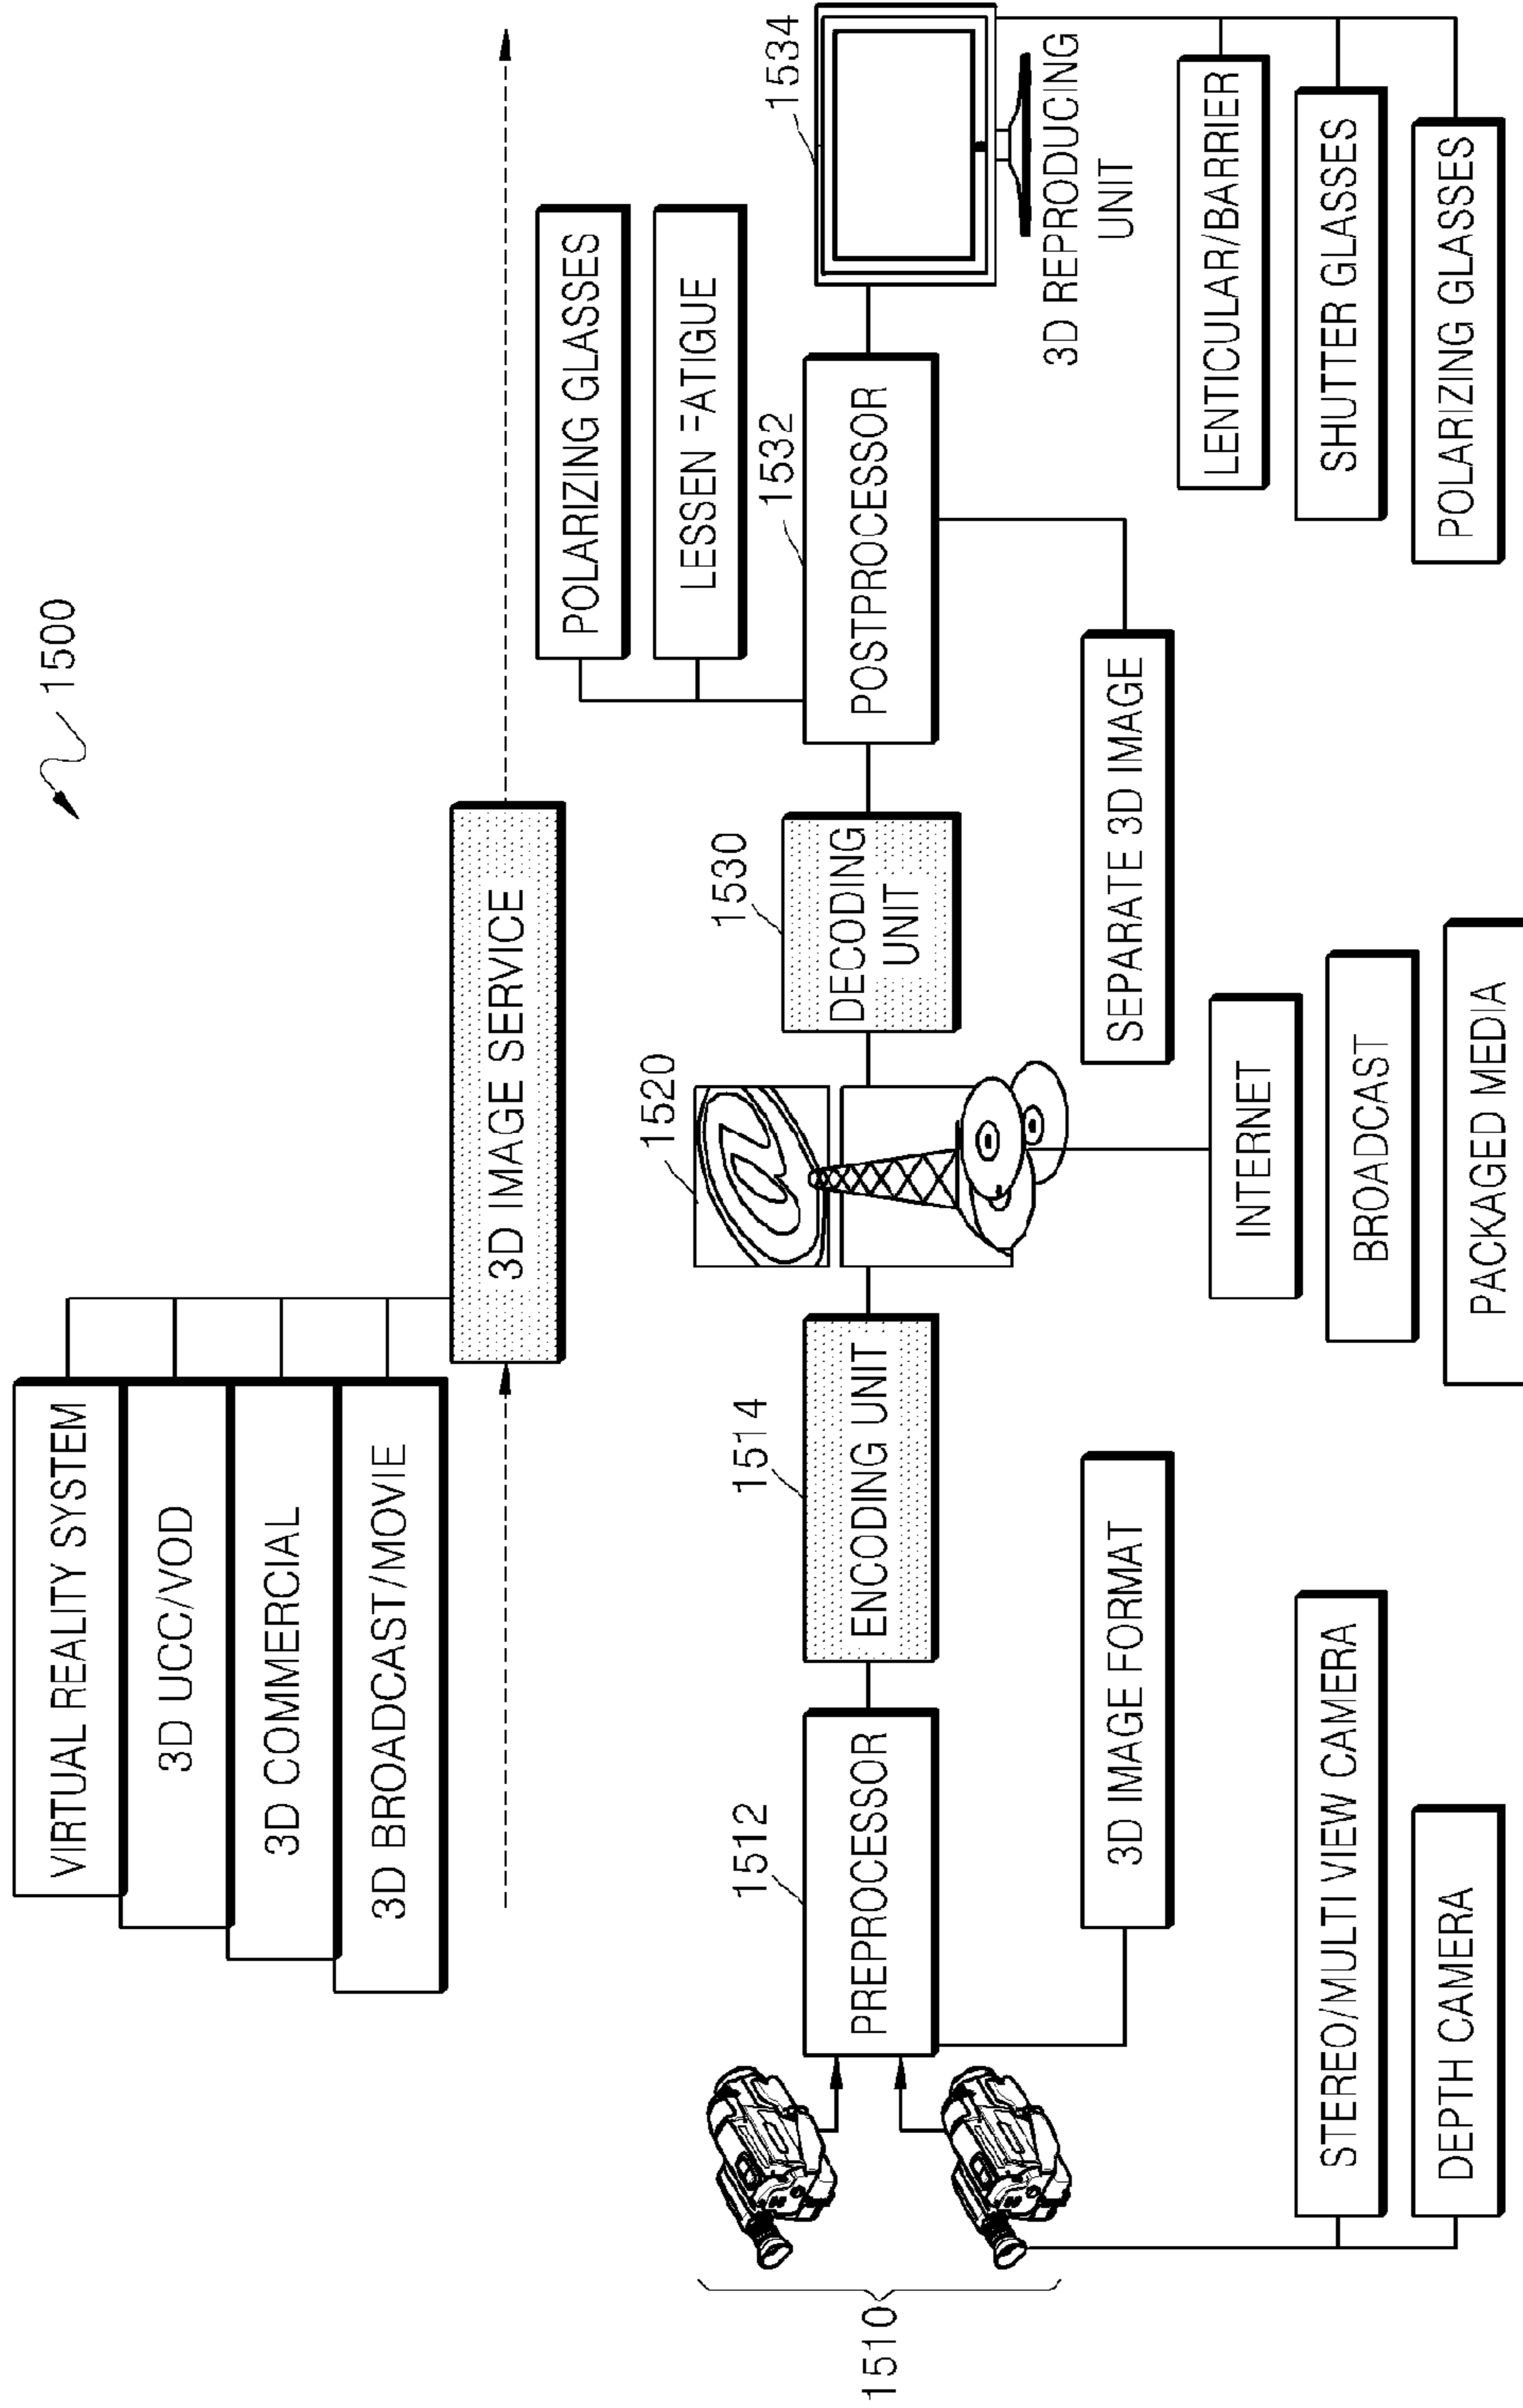 1500
VIRTUAL REALITY SYSTEM
3D UCC/VOD
3D COMMERCIAL
3D BROADCAST/MOVIE
3D IMAGE SERVICE
POLARIZING GLASSES
LESSEN FATIGUE
1510
1512
PREPROCESSOR
1514
ENCODING UNIT
1520
1530
DECODING
UNIT
1532
POSTPROCESSOR
1534
3D REPRODUCING
UNIT
3D IMAGE FORMAT
SEPARATE 3D IMAGE
STEREO/MULTI VIEW CAMERA
DEPTH CAMERA
INTERNET
BROADCAST
PACKAGED MEDIA
LENTICULAR/BARRIER
SHUTTER GLASSES
POLARIZING GLASSES